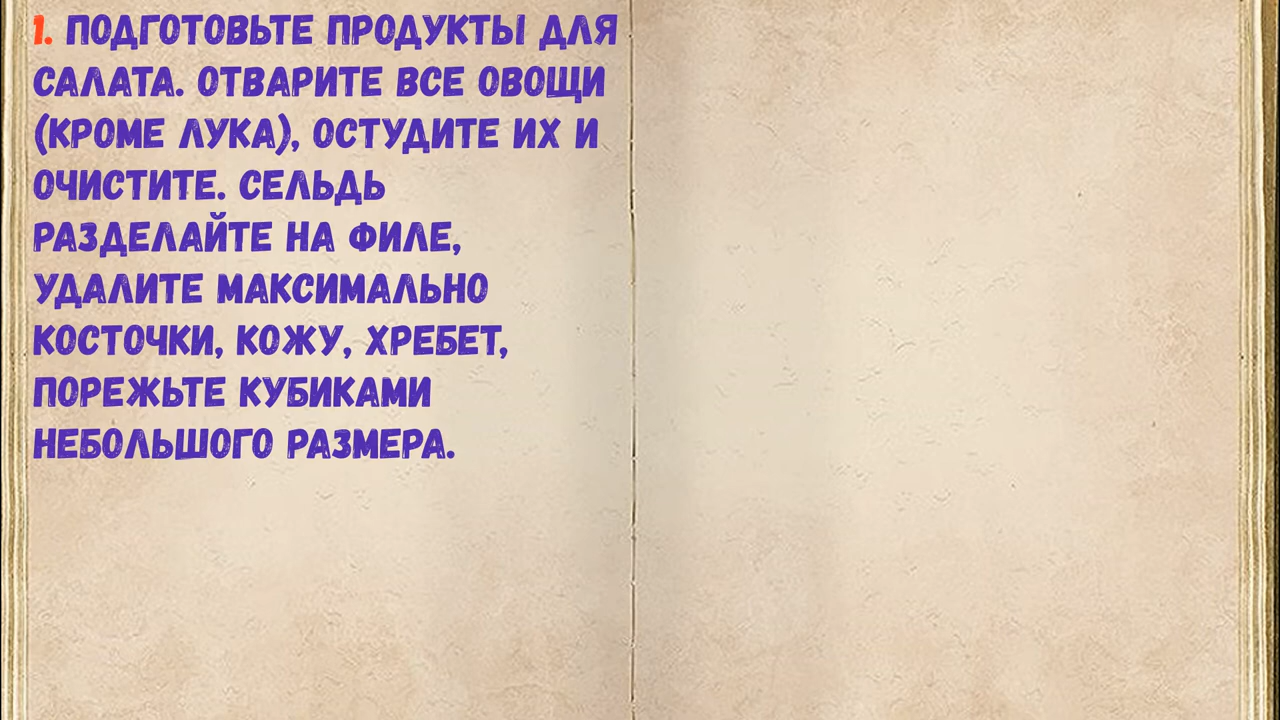 1. ПОДГОТОВЬТЕ ПРОДУКТЫ ДЛЯ
САЛАТА. ОТВАРИТЕ ВСЕ ОВОЩИ
(КРОМЕ ЛУКА), ОСТУДИТЕ ИХ И
ОЧИСТИТЕ. СЕЛЬДЬ
РАЗДЕЛАЙТЕ НА ФИЛЕ,
УДАЛИТЕ МАКСИМАЛЬНО
КОСТОЧКИ, КОЖУ, ХРЕБЕТ,
ПОРЕЖЬТЕ КУБИКАМИ
НЕБОЛЬШОГО РАЗМЕРА.